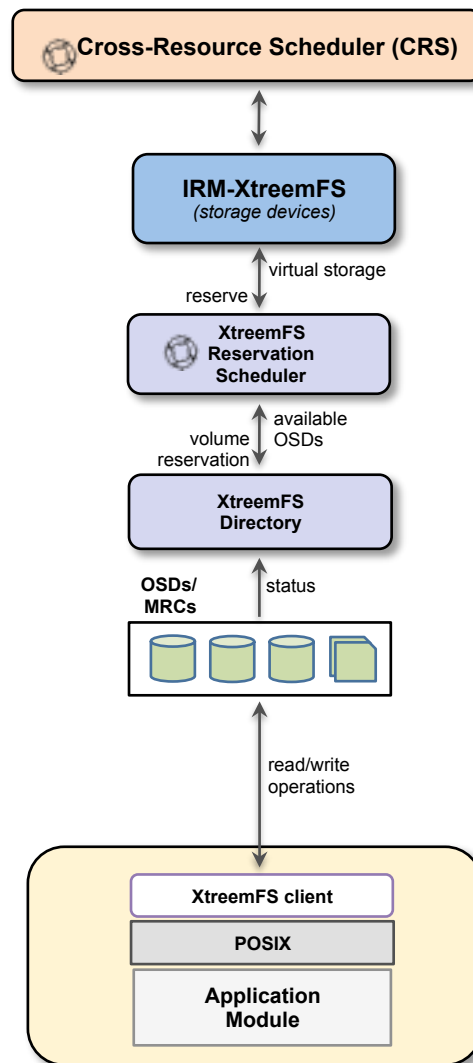 Cross-Resource Scheduler (CRS)
IRM-XtreemFS
(storage devices)
virtual storage
reserve
XtreemFS
Reservation
Scheduler
available
OSDs
volume
reservation
XtreemFS
Directory
OSDs/
MRCs
status
read/write
operations
XtreemFS client
POSIX
Application
Module